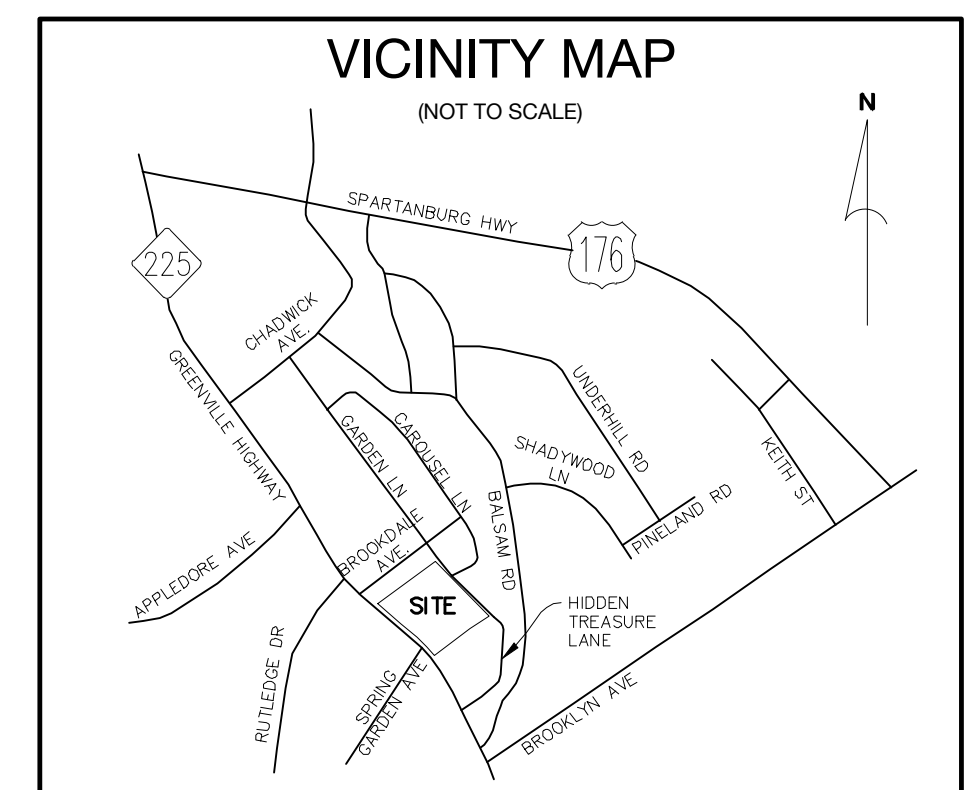 VICINITY MAP
(NOT TO SCALE)
N
SPARTANBURG HWY
176
225
CHADWICK
AVE.
GREENVILLE HIGHWAY
GARDEN LN
CAROUSEL LN
UNDERHILL RD
SHADYWOOD
LN
KEITH ST
BALSAM RD
PINELAND RD
BROOKDALE
AVE.
APPLEDORE AVE
SITE
HIDDEN
TREASURE
LANE
RUTLEDGE DR
SPRING
GARDEN AVE
BROOKLYN AVE